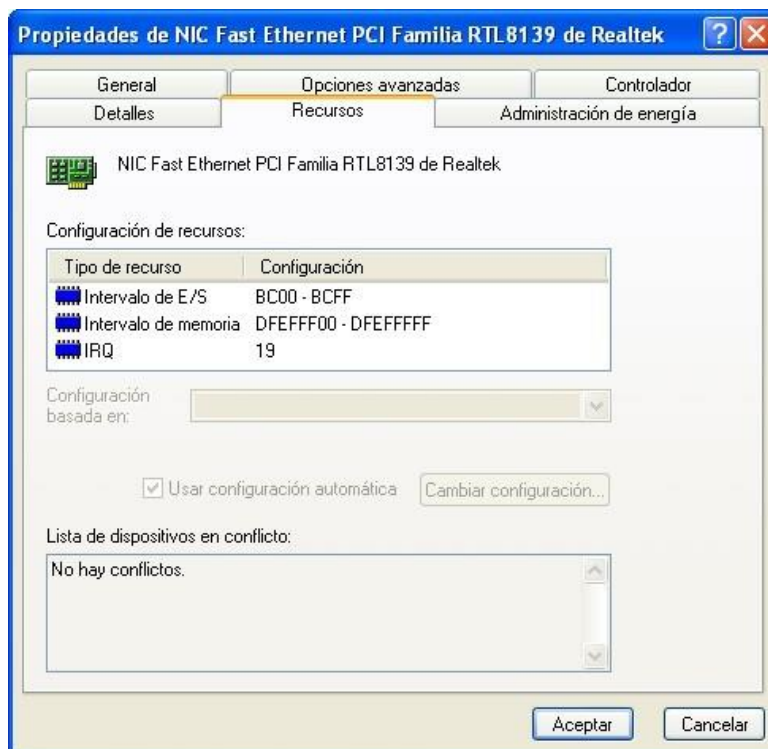 Propiedades de NIC Fast Ethernet PCI Familia RTL8139 de Realtek
General Opciones avanzadas Controlador
Detalles Recursos Administración de energía
NIC Fast Ethernet PCI Familia RTL8139 de Realtek
Configuración de recursos:
Tipo de recurso Configuración
Intervalo de E/S BC00 - BCFF
Intervalo de memoria DFEFFF00 - DFEFFFFF
IRQ 19
Configuración
basada en:
Usar configuración automática Cambiar configuración...
Lista de dispositivos en conflicto:
No hay conflictos.
Aceptar Cancelar